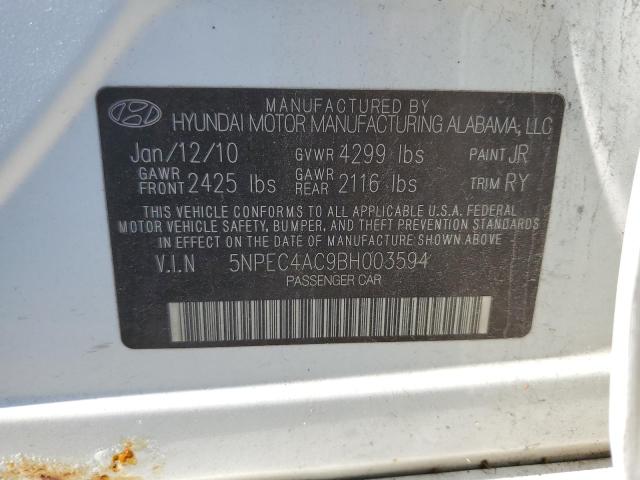 MANUFACTURED BY
HYUNDAI MOTOR MANUFACTURING ALABAMA, LLC
Jan/12/10 GVWR 4299 lbs PAINT JR
GAWR FRONT 2425 lbs GAWR REAR 2116 lbs TRIM RY
THIS VEHICLE CONFORMS TO ALL APPLICABLE U.S.A. FEDERAL
MOTOR VEHICLE SAFETY, BUMPER, AND THEFT PREVENTION
STANDARDS IN EFFECT ON THE DATE OF MANUFACTURE SHOWN ABOVE.
V.I.N 5NPEC4AC9BH003594
PASSENGER CAR